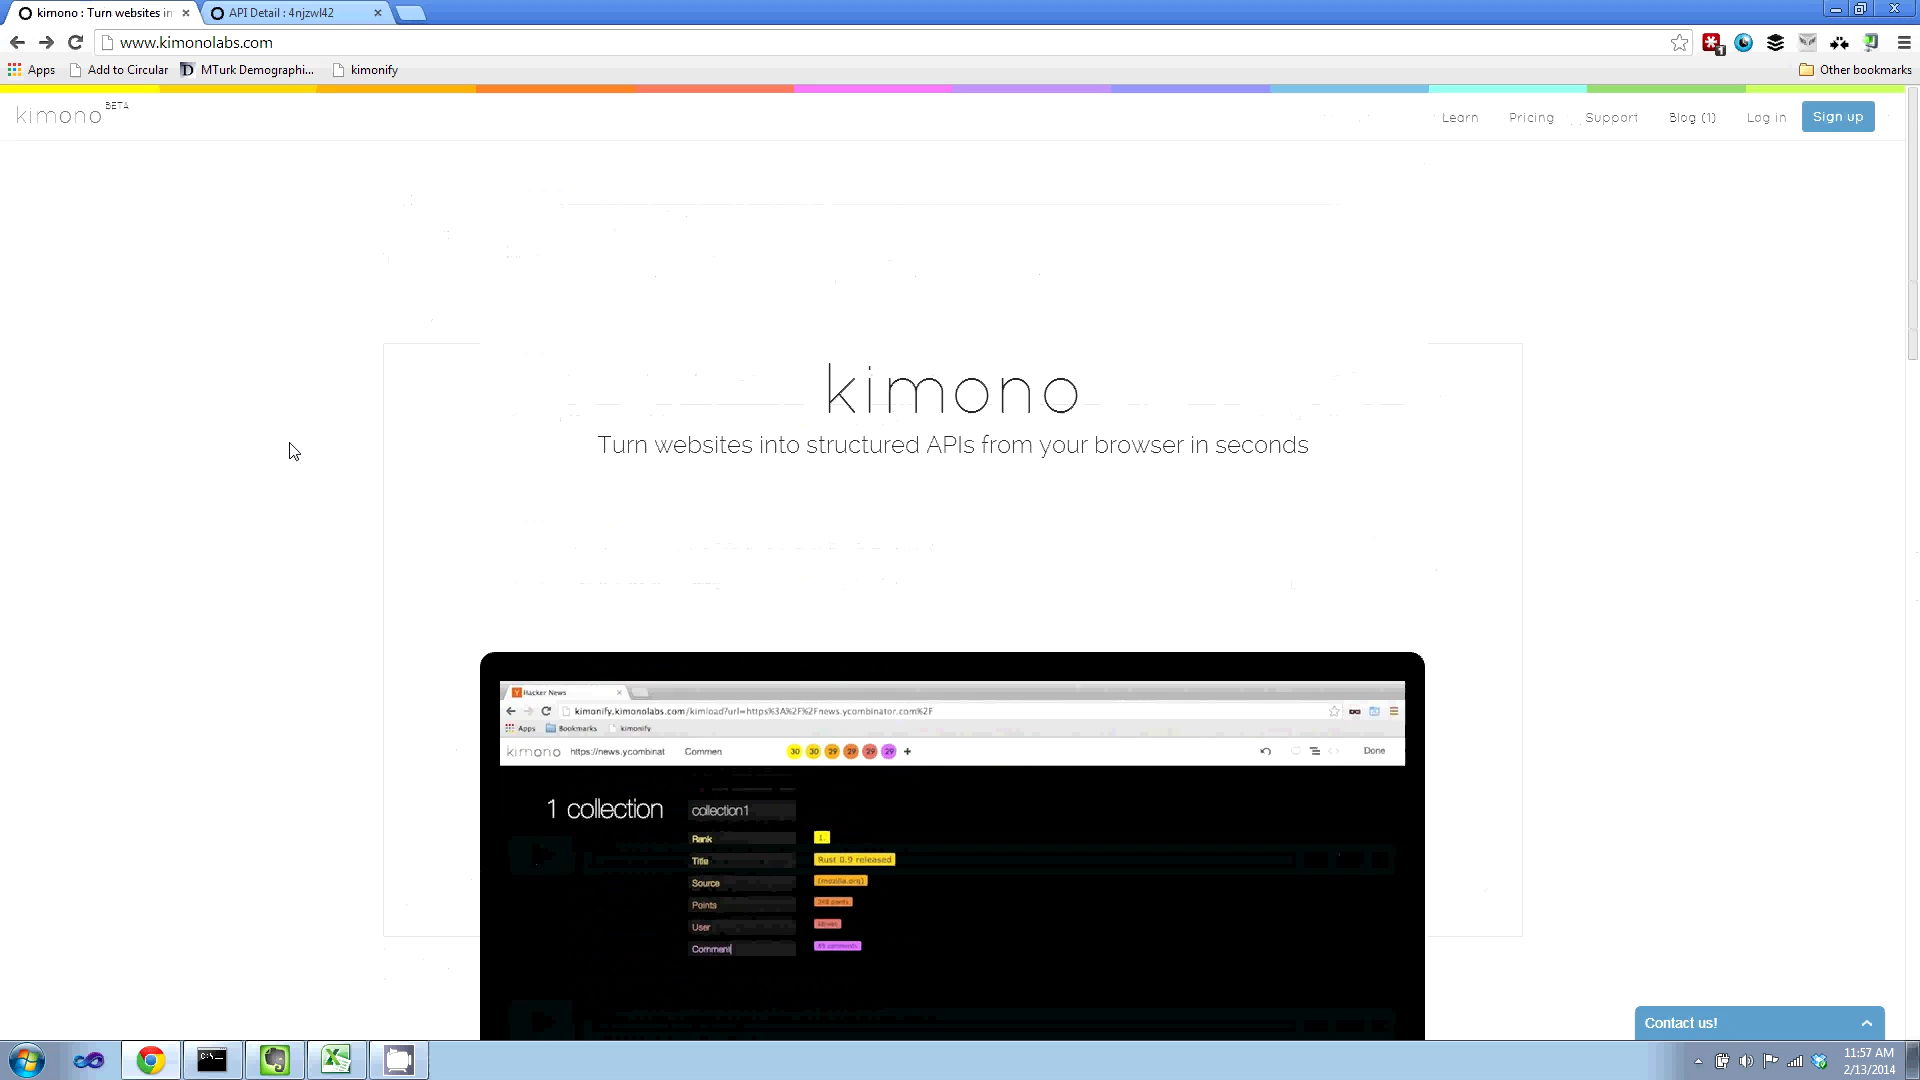 kimono : Turn websites in
API Detail : 4njzwl42
www.kimonolabs.com
Apps
Add to Circular
MTurk Demographi...
kimonify
Other bookmarks
kimono BETA
Learn
Pricing
Support
Blog (1)
Log in
Sign up
kimono
Turn websites into structured APIs from your browser in seconds
Hacker News
kimonify.kimonolabs.com/kimload?url=https%3A%2F%2Fnews.ycombinator.com%2F
Apps
Bookmarks
kimonify
kimono
https://news.ycombinat
Commen
30 30 29 29 29 29 +
Done
1 collection
collection1
Rank
1.
Title
Rust 0.9 released
Source
(mozilla.org)
Points
User
Comment
comments
Contact us!
C:\_
11:57 AM
2/13/2014